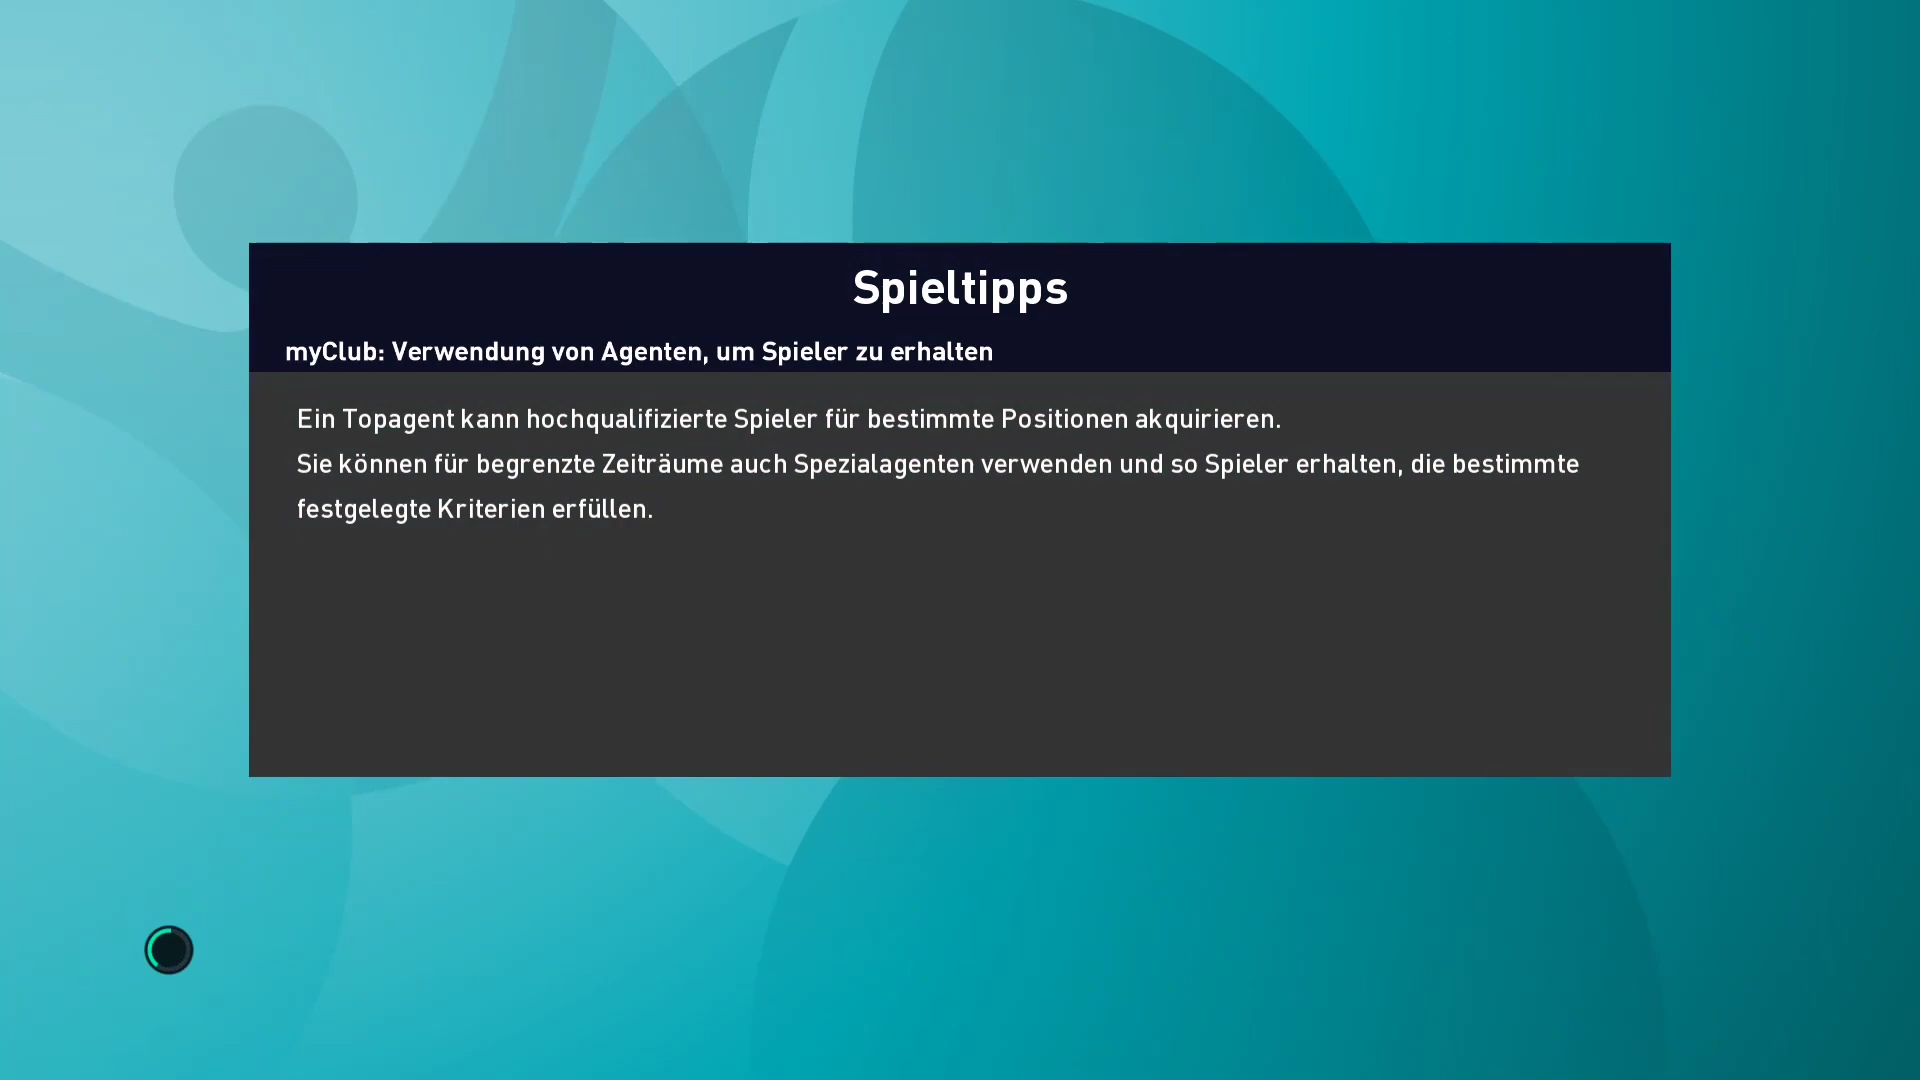 Spieltipps
myClub: Verwendung von Agenten, um Spieler zu erhalten
Ein Topagent kann hochqualifizierte Spieler für bestimmte Positionen akquirieren.
Sie können für begrenzte Zeiträume auch Spezialagenten verwenden und so Spieler erhalten, die bestimmte
festgelegte Kriterien erfüllen.